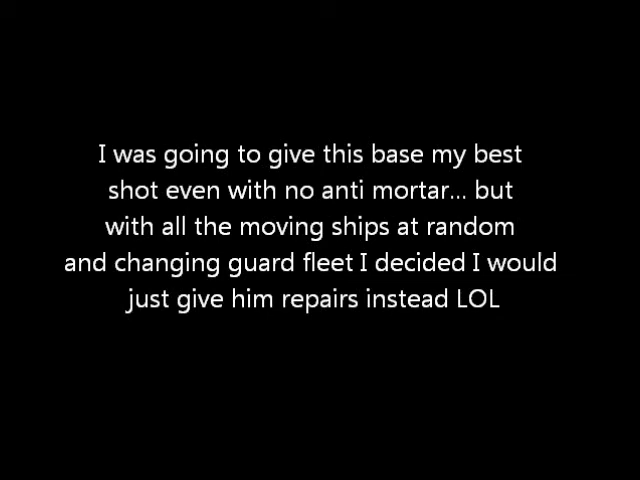 I was going to give this base my best
shot even with no anti mortar... but
with all the moving ships at random
and changing guard fleet I decided I would
just give him repairs instead LOL